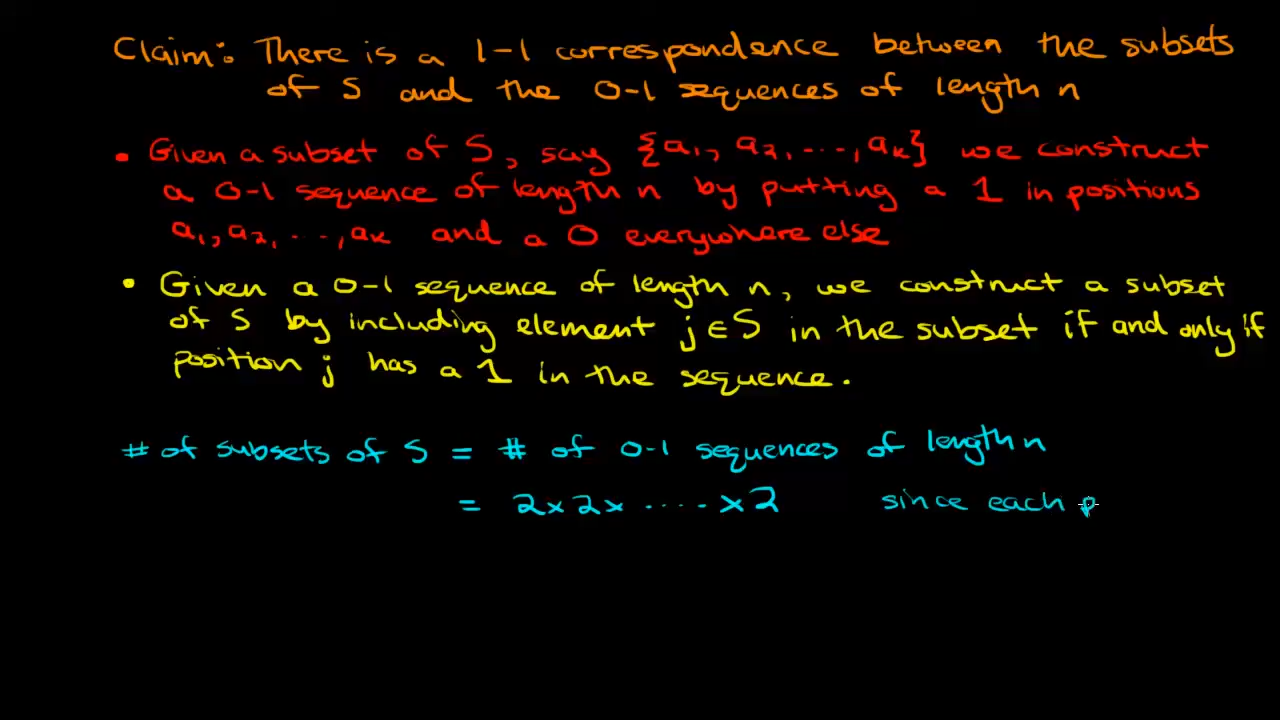 Claim: There is a 1-1 correspondence between the subsets
of S and the 0-1 sequences of length n
• Given a subset of S, say {a₁, a₂, ..., aₖ} we construct
a 0-1 sequence of length n by putting a 1 in positions
a₁, a₂, ..., aₖ and a 0 everywhere else
• Given a 0-1 sequence of length n, we construct a subset
of S by including element j ∈ S in the subset if and only if
position j has a 1 in the sequence.
# of subsets of S = # of 0-1 sequences of length n
= 2 × 2 × .... × 2 since each p